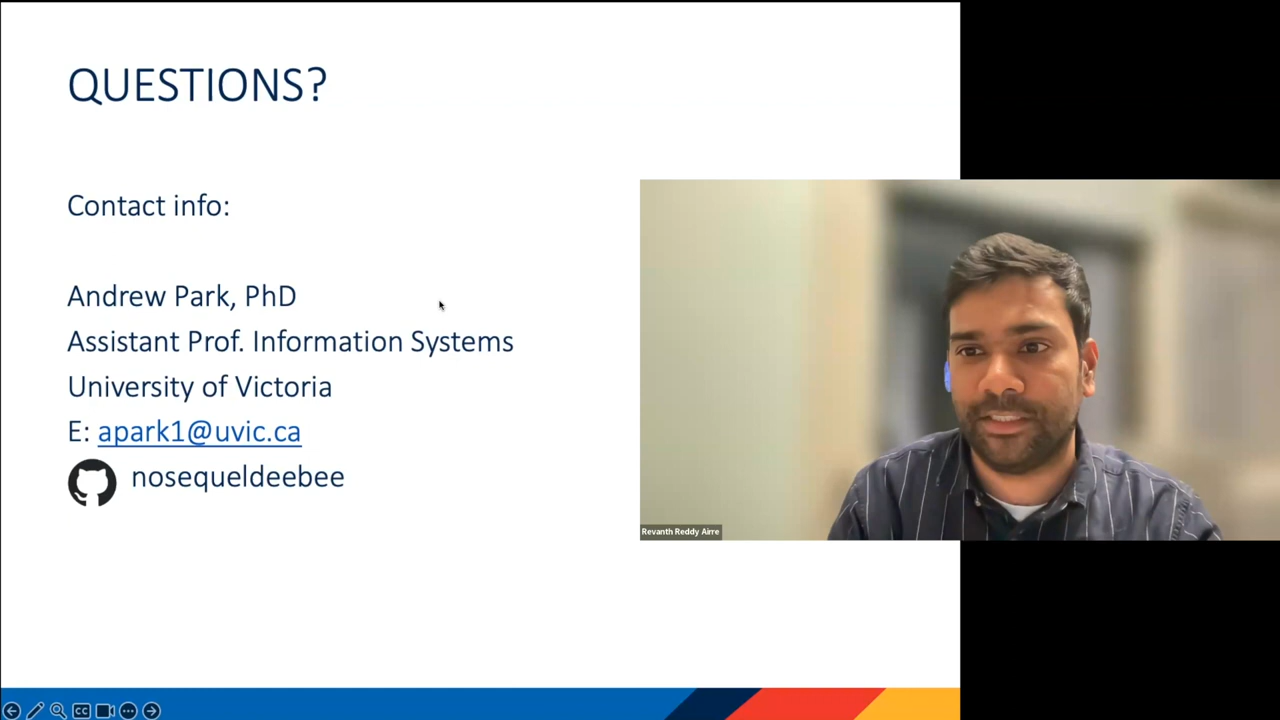 QUESTIONS?
Contact info:
Andrew Park, PhD
Assistant Prof. Information Systems
University of Victoria
E: apark1@uvic.ca
nosequeldeebee
Revanth Reddy Airre
CC